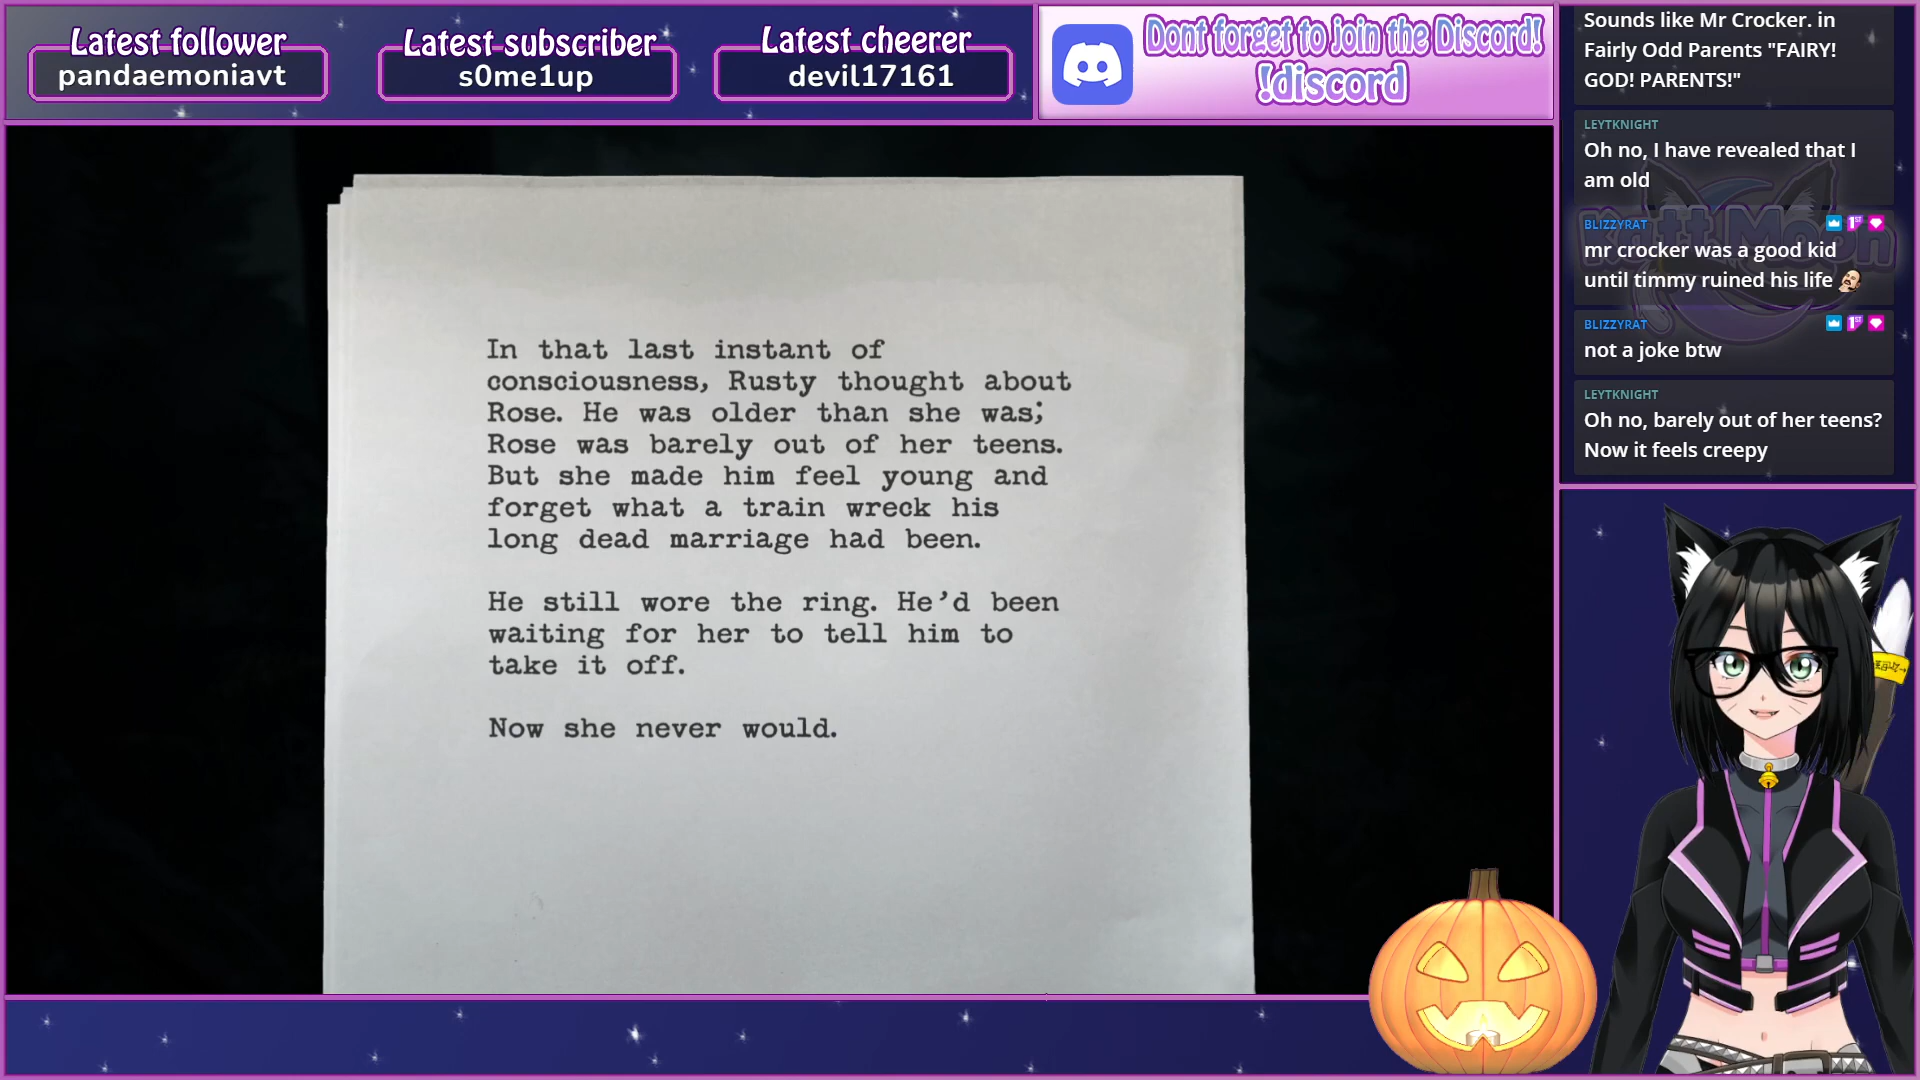 Latest follower
pandaemoniavt
Latest subscriber
s0me1up
Latest cheerer
devil17161
Dont forget to join the Discord!
!discord
Sounds like Mr Crocker. in
Fairly Odd Parents "FAIRY!
GOD! PARENTS!"
LEYTKNIGHT
Oh no, I have revealed that I
am old
BLIZZYRAT
mr crocker was a good kid
until timmy ruined his life
BLIZZYRAT
not a joke btw
LEYTKNIGHT
Oh no, barely out of her teens?
Now it feels creepy
Katt Moon
In that last instant of
consciousness, Rusty thought about
Rose. He was older than she was;
Rose was barely out of her teens.
But she made him feel young and
forget what a train wreck his
long dead marriage had been.
He still wore the ring. He’d been
waiting for her to tell him to
take it off.
Now she never would.